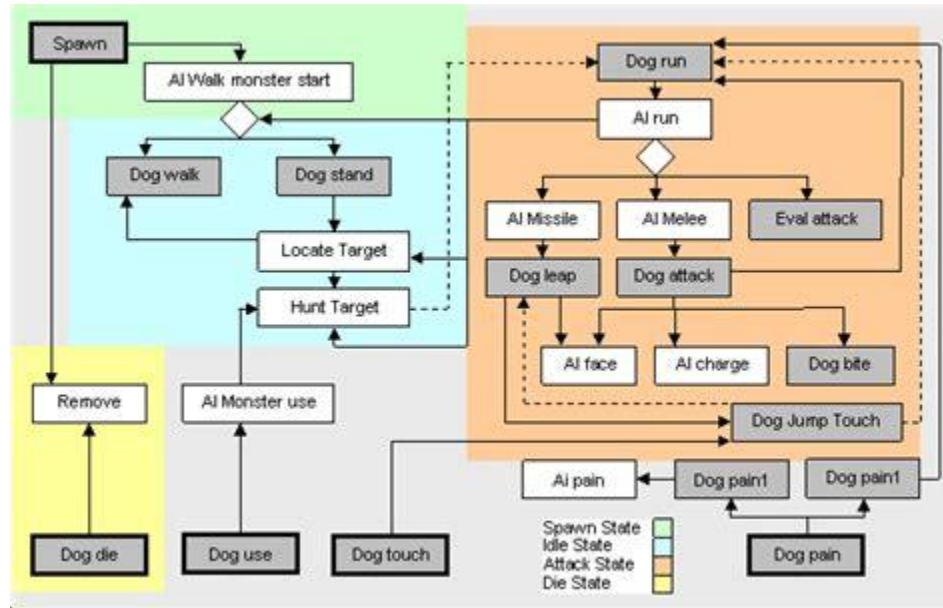 Spawn
Dog run
AI Walk monster start
AI run
Dog walk
Dog stand
AI Missile
AI Melee
Eval attack
Locate Target
Dog leap
Dog attack
Hunt Target
AI face
AI charge
Dog bite
Remove
AI Monster use
Dog Jump Touch
Ai pain
Dog pain1
Dog pain1
Spawn State
Idle State
Attack State
Die State
Dog die
Dog use
Dog touch
Dog pain